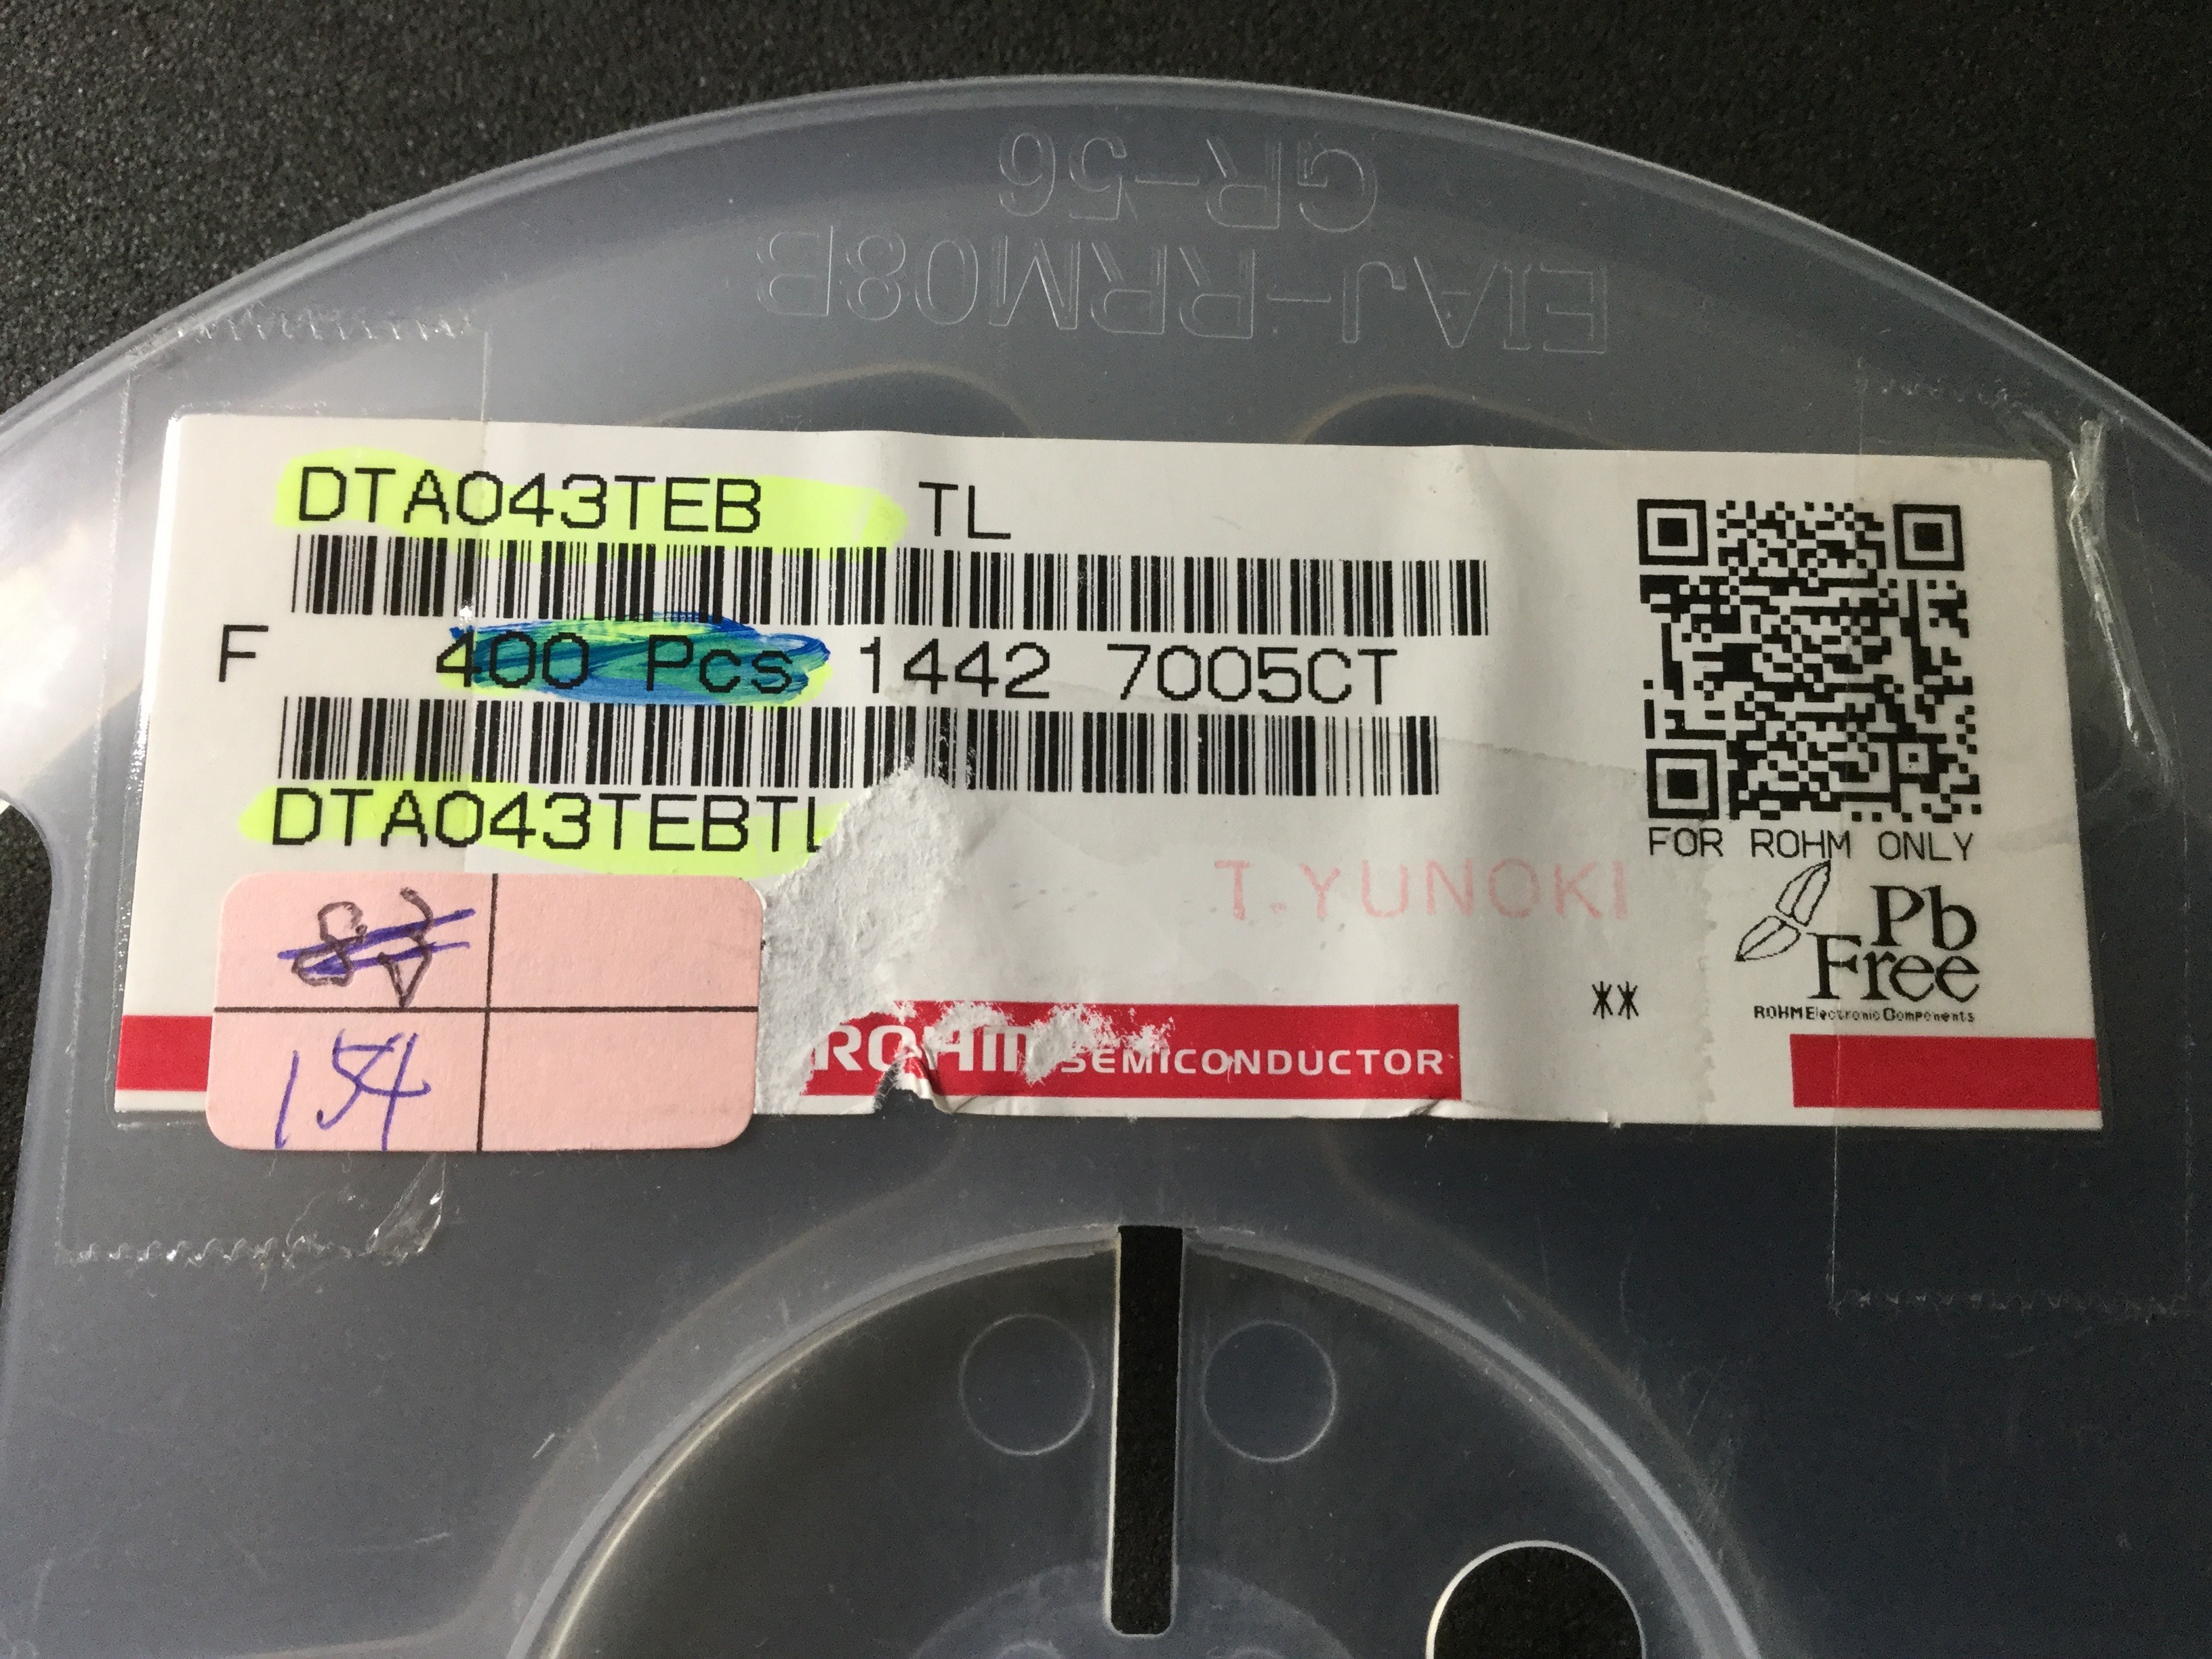 GR-56
EIAJ-RRM08B
DTA043TEB TL
F 400 Pcs 1442 7005CT
DTA043TEBTL
FOR ROHM ONLY
T.YUNOKI
Pb
Free
**
ROHM Electronic Components
154
ROHM SEMICONDUCTOR